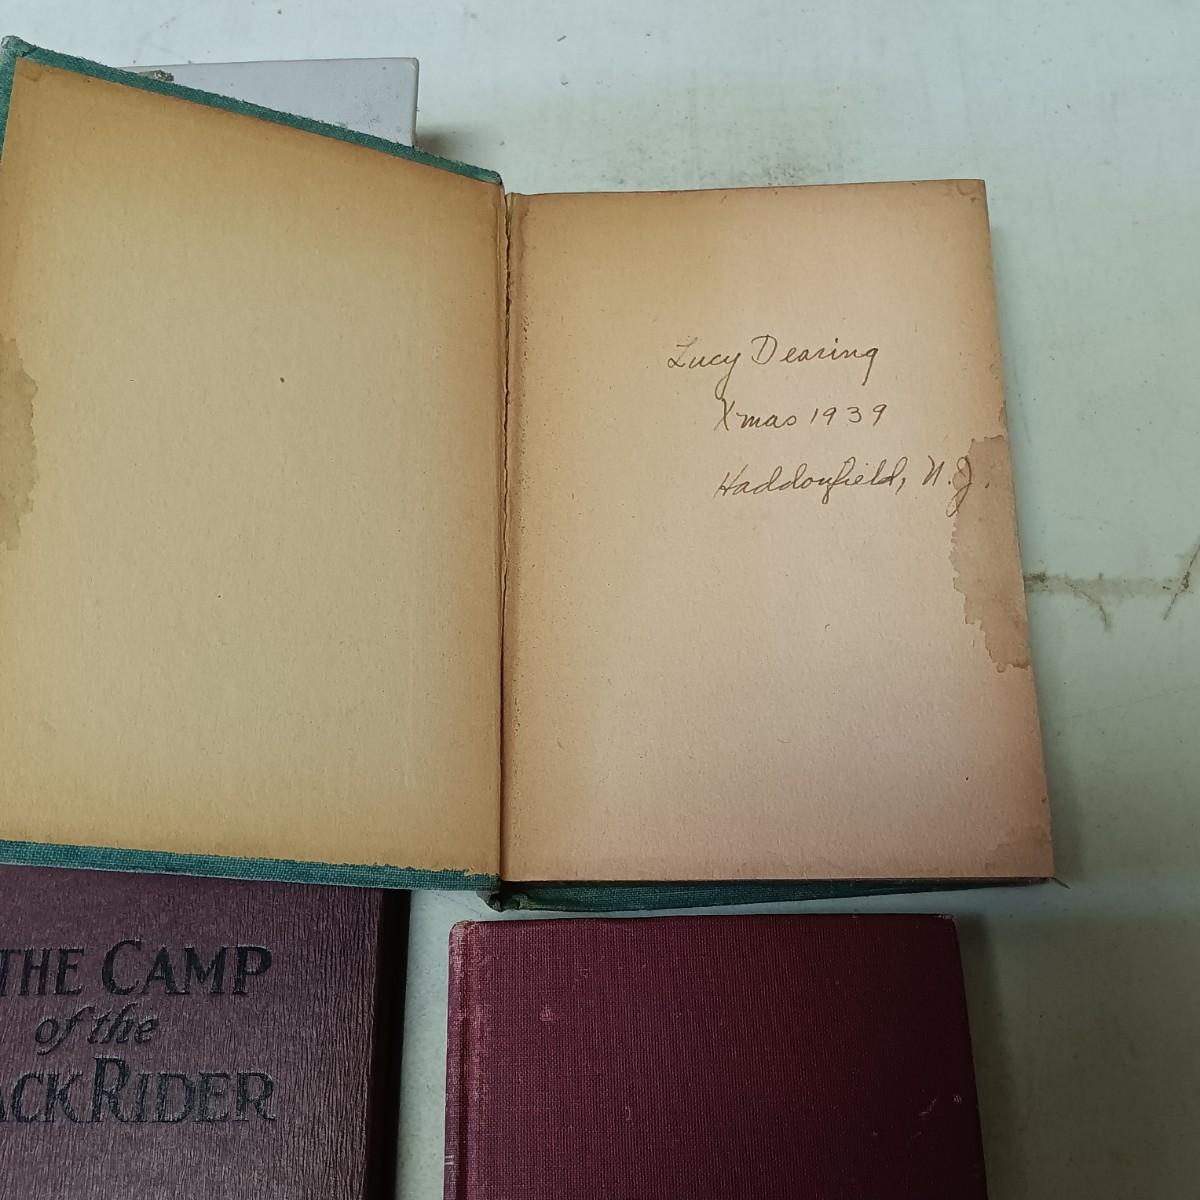 Lucy Dearing
Xmas 1939
Haddonfield, N.J.
THE CAMP
of the
ACK RIDER